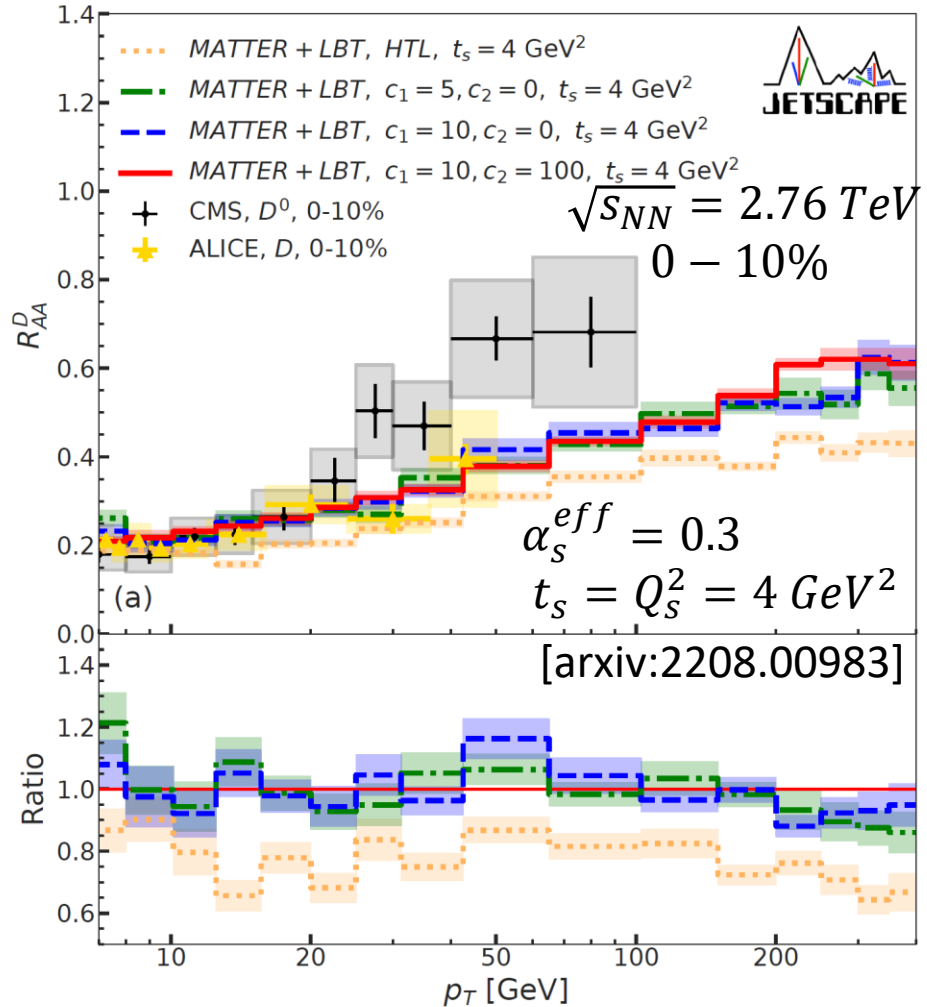 1.4
1.2
1.0
0.8
0.6
0.4
0.2
0.0
R_{AA}^{D}
MATTER + LBT, HTL, t_s = 4 GeV²
MATTER + LBT, c₁ = 5, c₂ = 0, t_s = 4 GeV²
MATTER + LBT, c₁ = 10, c₂ = 0, t_s = 4 GeV²
MATTER + LBT, c₁ = 10, c₂ = 100, t_s = 4 GeV²
CMS, D⁰, 0-10%
ALICE, D, 0-10%
JETSCAPE
√s_{NN} = 2.76 TeV
0 − 10%
α_s^{eff} = 0.3
t_s = Q_s² = 4 GeV²
(a)
[arxiv:2208.00983]
1.4
1.2
1.0
0.8
0.6
Ratio
10 20 50 100 200
p_T [GeV]